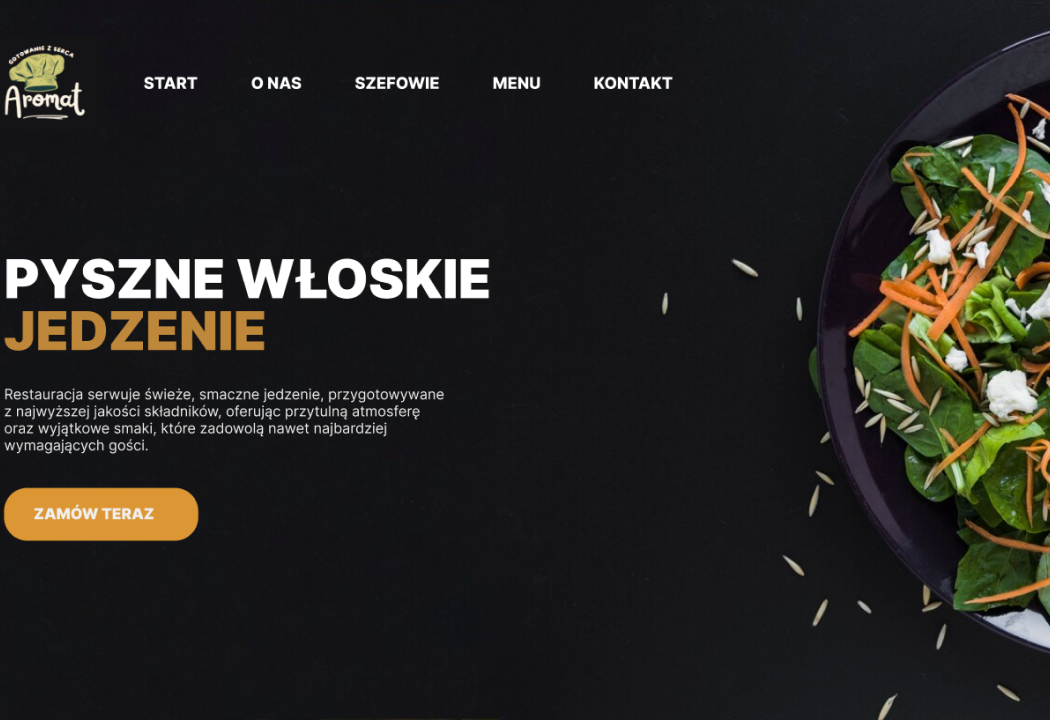 GOTOWANIE Z SERCA
Aromat
START O NAS SZEFOWIE MENU KONTAKT
PYSZNE WŁOSKIE
JEDZENIE
Restauracja serwuje świeże, smaczne jedzenie, przygotowywane
z najwyższej jakości składników, oferując przytulną atmosferę
oraz wyjątkowe smaki, które zadowolą nawet najbardziej
wymagających gości.
ZAMÓW TERAZ